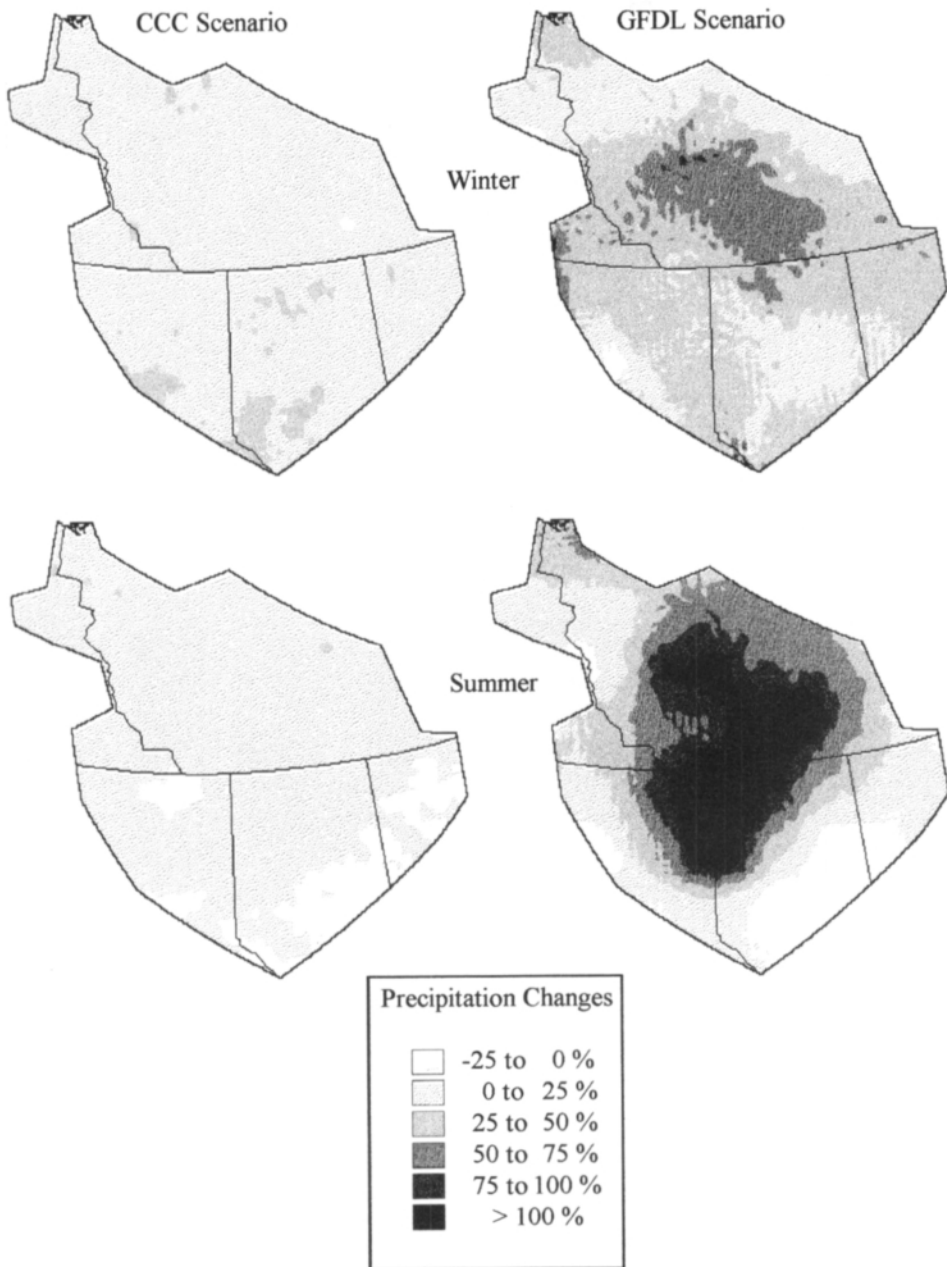 CCC Scenario
GFDL Scenario
Winter
Summer
Precipitation Changes
-25 to 0 %
0 to 25 %
25 to 50 %
50 to 75 %
75 to 100 %
> 100 %